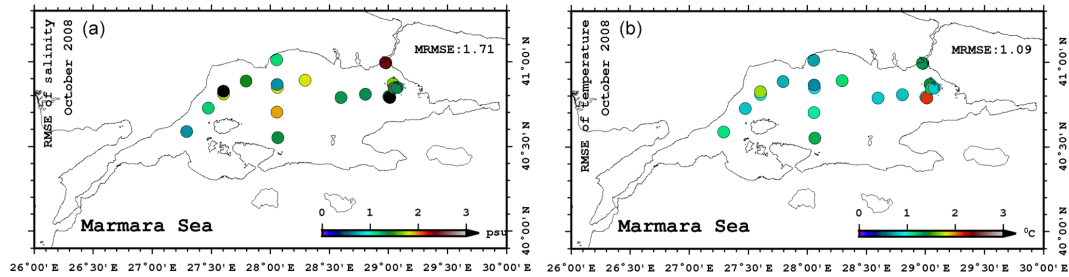 (a)
RMSE of salinity
October 2008
MRMSE:1.71
41°00'N
40°30'N
40°00'N
Marmara Sea
0 1 2 3
psu
26°00'E 26°30'E 27°00'E 27°30'E 28°00'E 28°30'E 29°00'E 29°30'E 30°00'E
(b)
RMSE of temperature
October 2008
MRMSE:1.09
41°00'N
40°30'N
40°00'N
Marmara Sea
0 1 2 3
°C
26°00'E 26°30'E 27°00'E 27°30'E 28°00'E 28°30'E 29°00'E 29°30'E 30°00'E